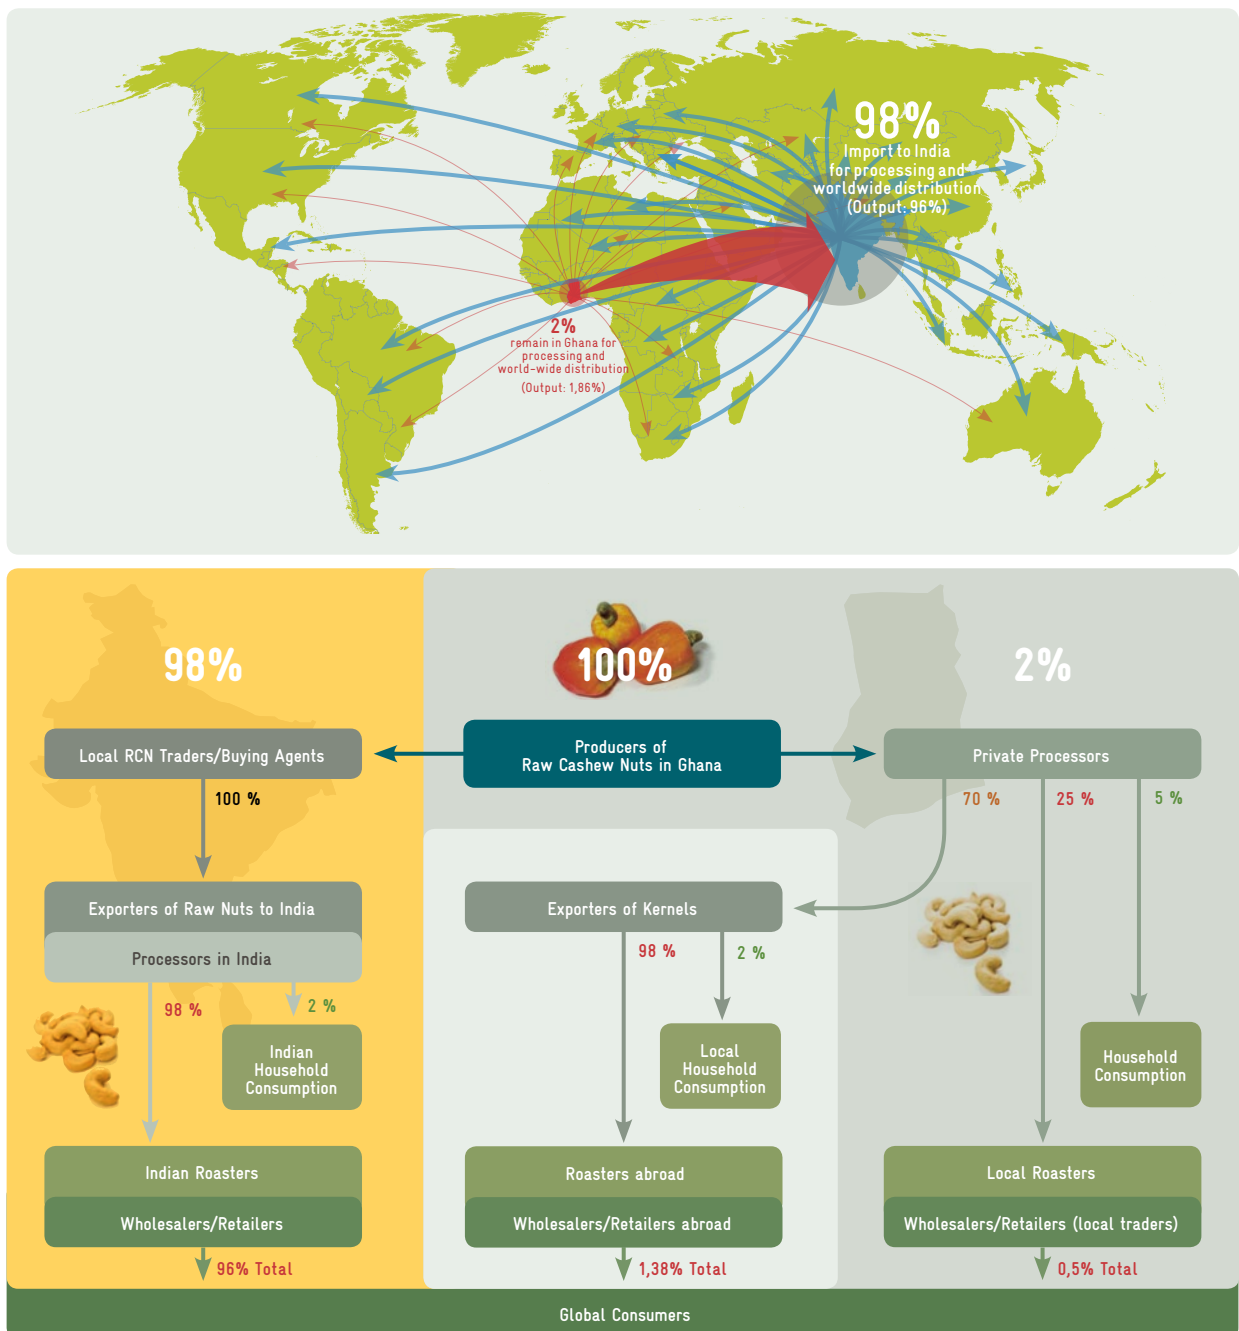 98%
Import to India
for processing and
worldwide distribution
(Output: 96%)
2%
remain in Ghana for
processing and
world-wide distribution
(Output: 1,86%)
98%
100%
2%
Local RCN Traders/Buying Agents
Producers of
Raw Cashew Nuts in Ghana
Private Processors
100 %
70 %
25 %
5 %
Exporters of Raw Nuts to India
Processors in India
Exporters of Kernels
98 %
2 %
98 %
2 %
Indian
Household
Consumption
Local
Household
Consumption
Household
Consumption
Indian Roasters
Wholesalers/Retailers
Roasters abroad
Wholesalers/Retailers abroad
Local Roasters
Wholesalers/Retailers (local traders)
96% Total
1,38% Total
0,5% Total
Global Consumers